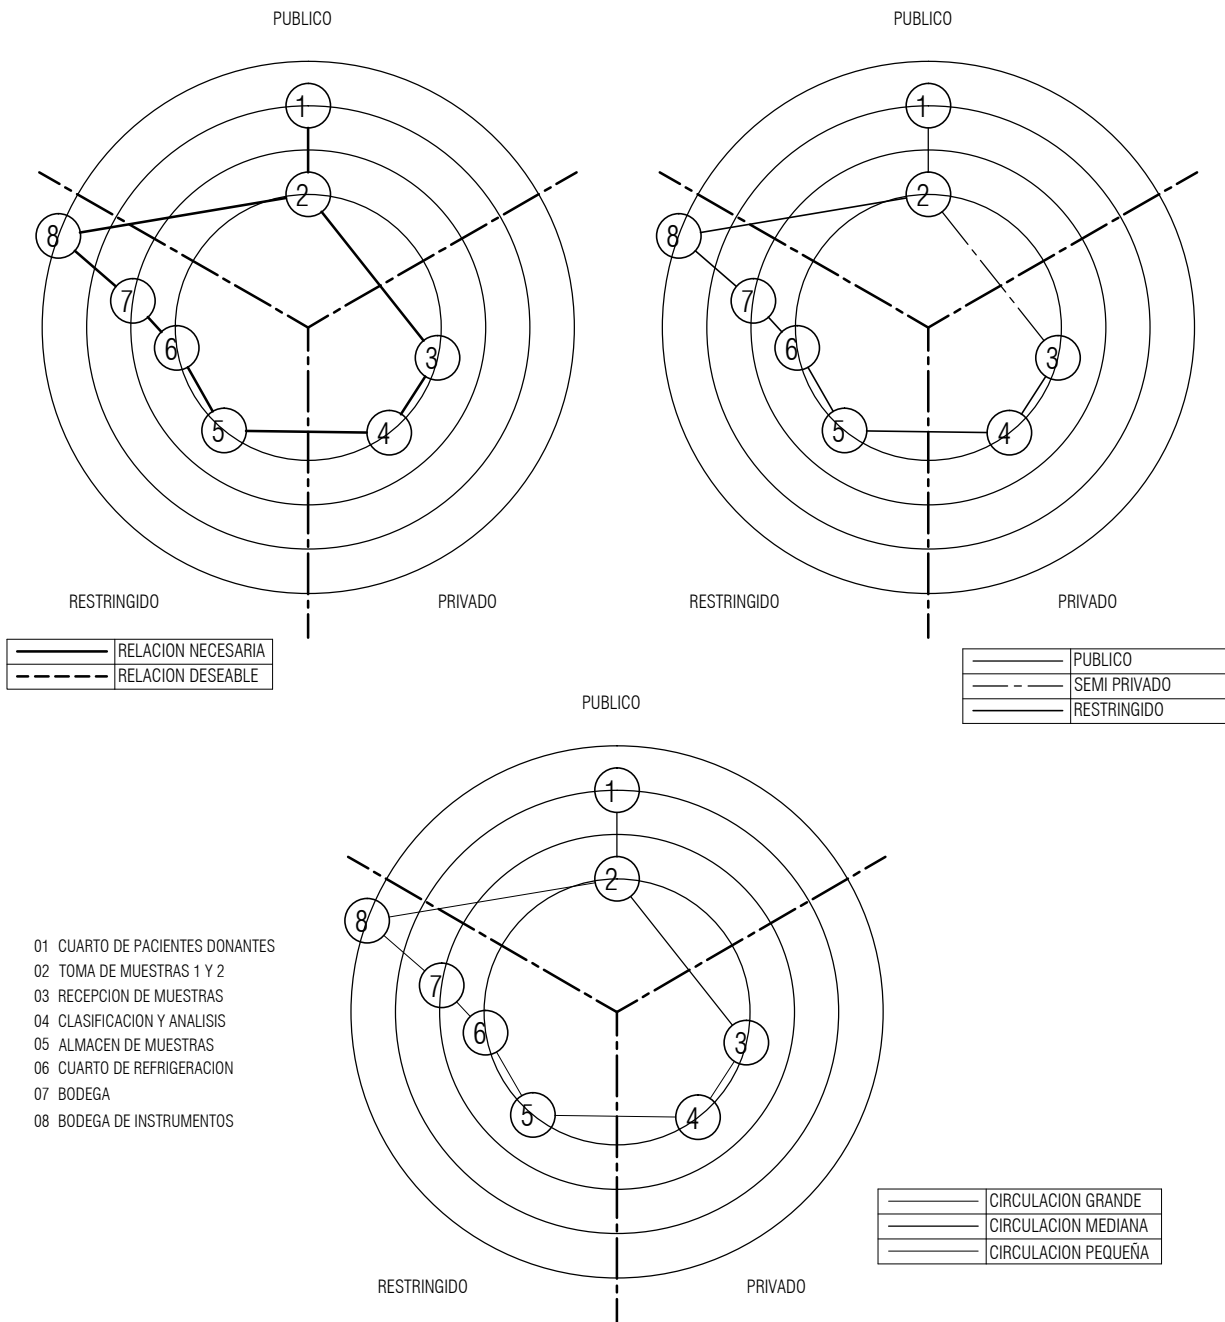 PUBLICO
1
2
8
7
6
3
5
4
RESTRINGIDO
PRIVADO
RELACION NECESARIA
RELACION DESEABLE
PUBLICO
1
2
8
7
6
3
5
4
RESTRINGIDO
PRIVADO
PUBLICO
SEMI PRIVADO
RESTRINGIDO
PUBLICO
1
2
8
7
6
3
5
4
RESTRINGIDO
PRIVADO
01 CUARTO DE PACIENTES DONANTES
02 TOMA DE MUESTRAS 1 Y 2
03 RECEPCION DE MUESTRAS
04 CLASIFICACION Y ANALISIS
05 ALMACEN DE MUESTRAS
06 CUARTO DE REFRIGERACION
07 BODEGA
08 BODEGA DE INSTRUMENTOS
CIRCULACION GRANDE
CIRCULACION MEDIANA
CIRCULACION PEQUEÑA